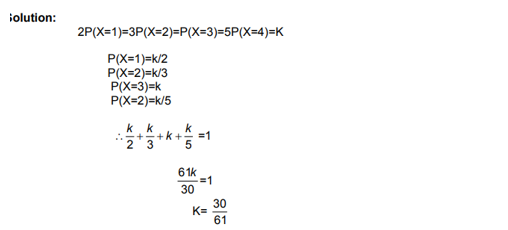 Solution:
2P(X=1)=3P(X=2)=P(X=3)=5P(X=4)=K
P(X=1)=k/2
P(X=2)=k/3
P(X=3)=k
P(X=2)=k/5
∴ k/2 + k/3 + k + k/5 =1
61k/30 =1
K= 30/61